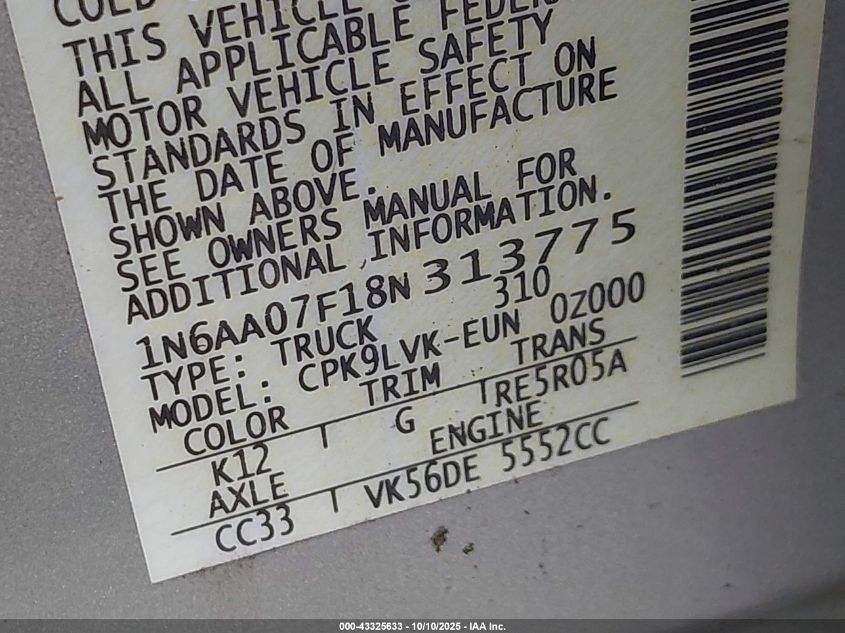 COLD
THIS VEHICLE
ALL APPLICABLE
MOTOR VEHICLE SAFETY
STANDARDS IN EFFECT ON
THE DATE OF MANUFACTURE
SHOWN ABOVE.
SEE OWNERS MANUAL FOR
ADDITIONAL INFORMATION.
1N6AA07F18N313775
TYPE: TRUCK 310
MODEL: CPK9LVK-EUN 0Z000
COLOR TRIM TRANS
K12 G RE5R05A
AXLE ENGINE
CC33 VK56DE 5552CC
000-43325633 - 10/10/2025 - IAA Inc.